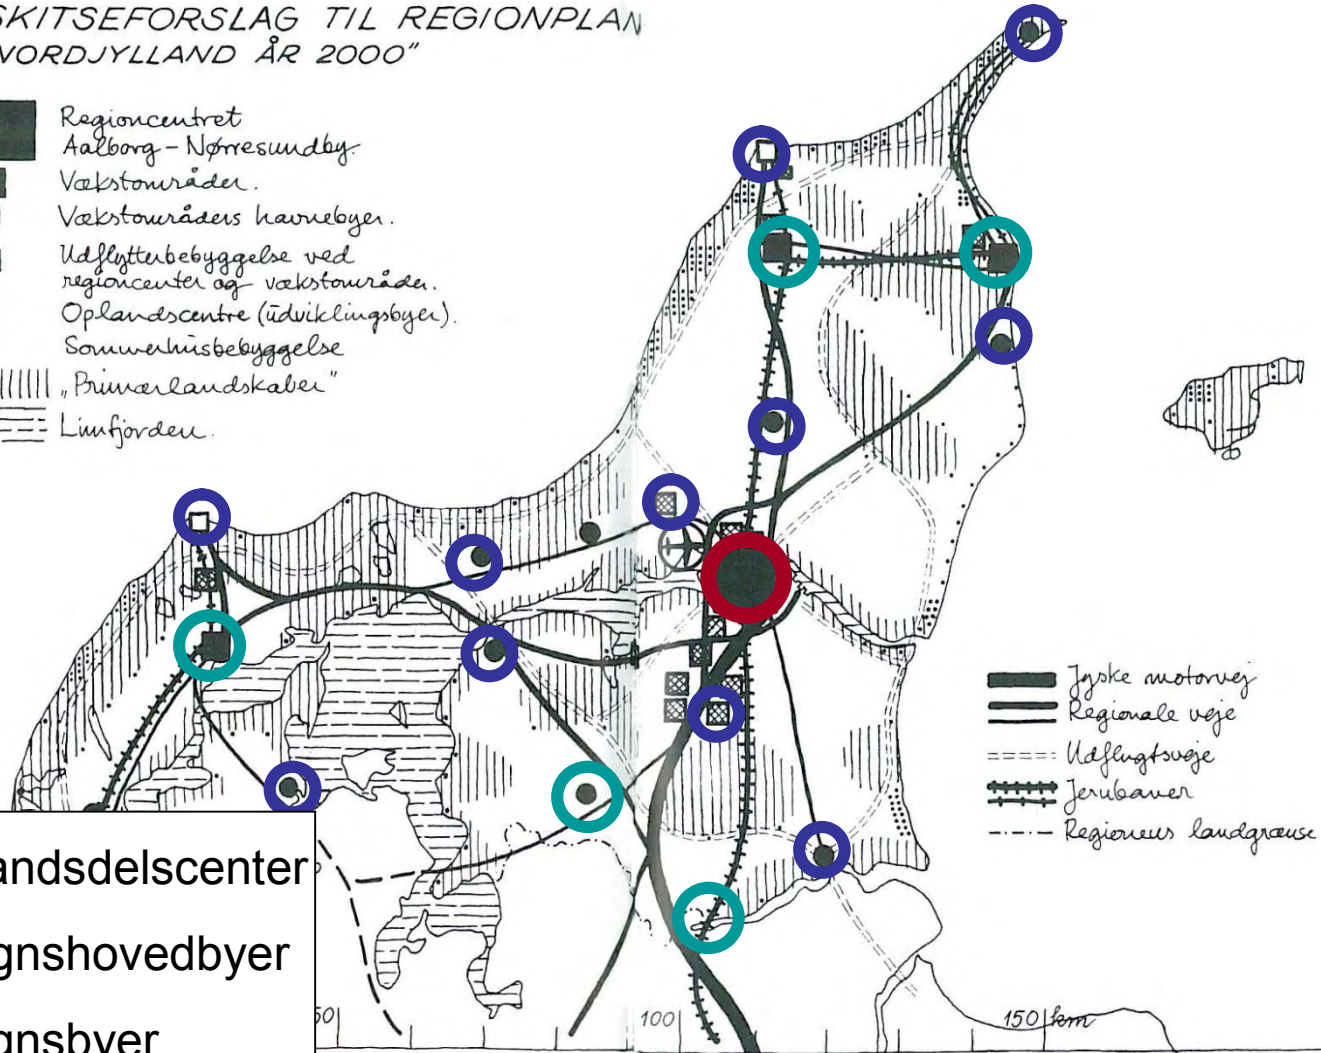 SKITSEFORSLAG TIL REGIONPLAN
NORDJYLLAND ÅR 2000"
Regioncentret
Aalborg - Nørresundby.
Vækstområder.
Vækstområders havnebyer.
Udflytterbebyggelse ved
regioncenter og vækstområder.
Oplandscentre (udviklingsbyer).
Sommerhusbebyggelse
"Primærlandskaber"
Limfjorden.
Jyske motorvej
Regionale veje
Udflugtsveje
Jernbaner
Regionens landgrænse
andsdelscenter
gnshovedbyer
gnsbyer
50
100
150 km